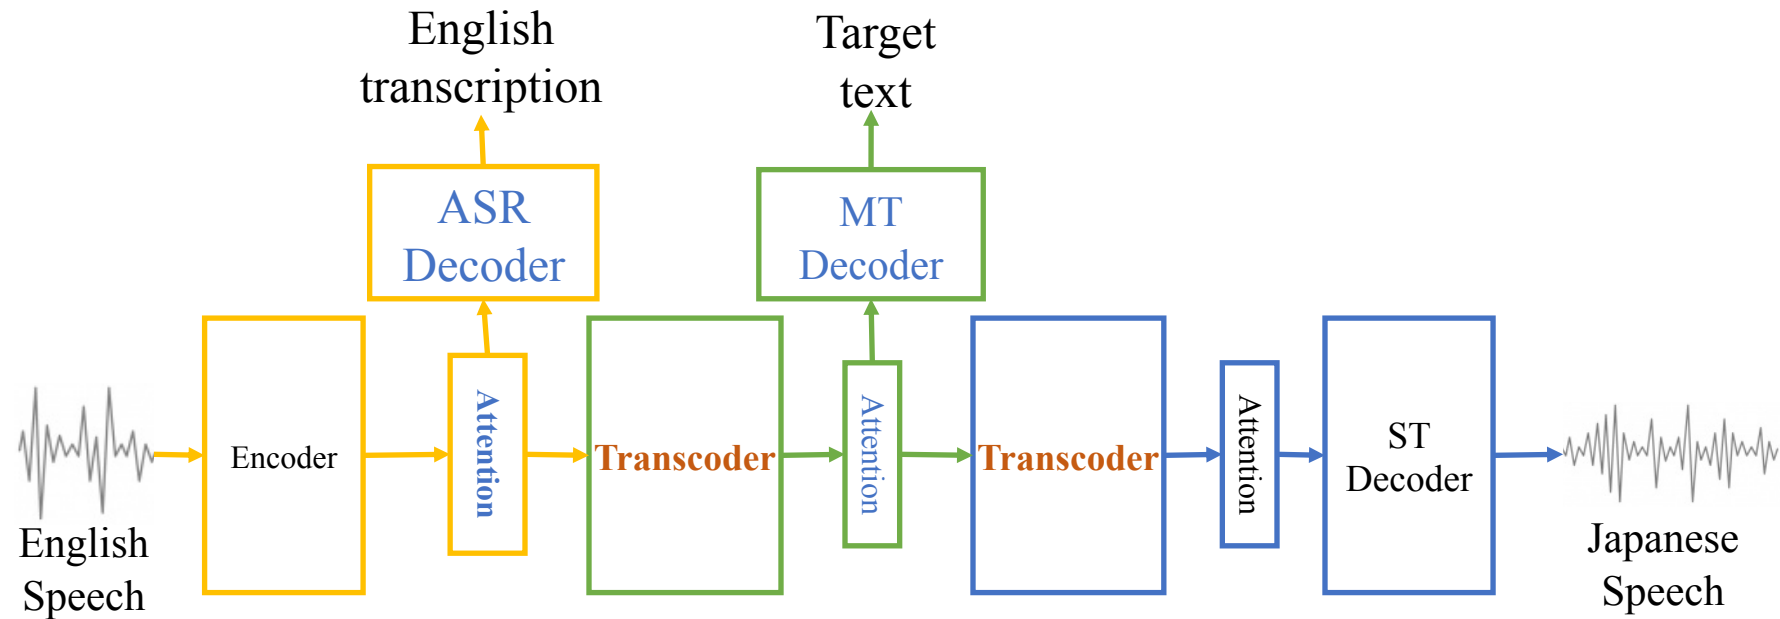 English
transcription
Target
text
ASR
Decoder
MT
Decoder
English
Speech
Encoder
Attention
Transcoder
Attention
Transcoder
Attention
ST
Decoder
Japanese
Speech